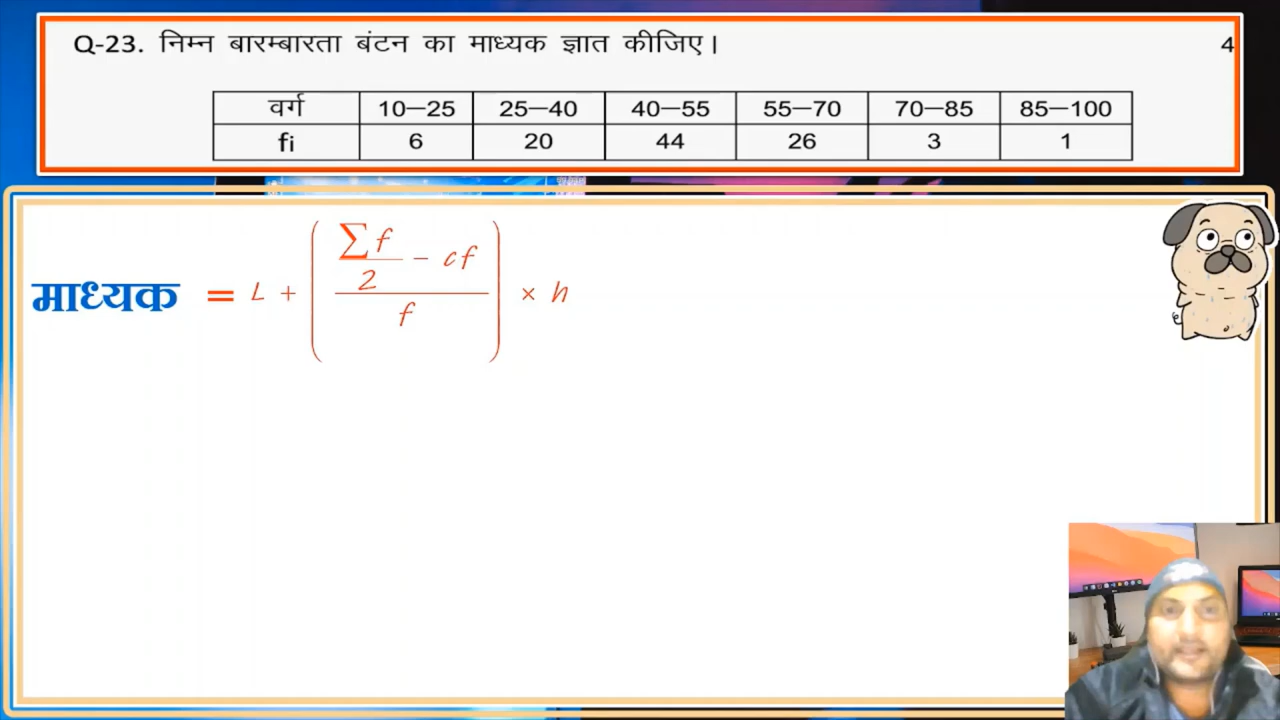 Q-23. निम्न बारम्बारता बंटन का माध्यक ज्ञात कीजिए। 4
वर्ग 10–25 25–40 40–55 55–70 70–85 85–100
fi 6 20 44 26 3 1
माध्यक = L + ( (∑f/2 − cf) / f ) × h